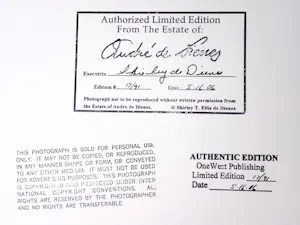 Authorized Limited Edition
From The Estate of:
André de Dienes
Executrix Shirley de Dienes
Edition # 17/91 Date 5-16-06
Photograph not to be reproduced without written permission from
the Estate of Andre de Dienes. © Shirley T. Ellis de Dienes
THIS PHOTOGRAPH IS SOLD FOR PERSONAL USE
ONLY. IT MAY NOT BE COPIED, OR REPRODUCED,
IN ANY MANNER SHAPE OR FORM, OR CONVEYED
TO ANY OTHER MEDIUM. IT MUST NOT BE USED
FOR ADVERTISING PURPOSES. THIS PHOTOGRAPH
IS COPYRIGHTED AND PROTECTED UNDER INTER
NATIONAL COPYRIGHT CONVENTIONS. ALL
RIGHTS ARE RESERVED BY THE PHOTOGRAPHER
AND NO RIGHTS ARE TRANSFERABLE.
AUTHENTIC EDITION
OneWest Publishing
Limited Edition 17/91
Date 5-16-06